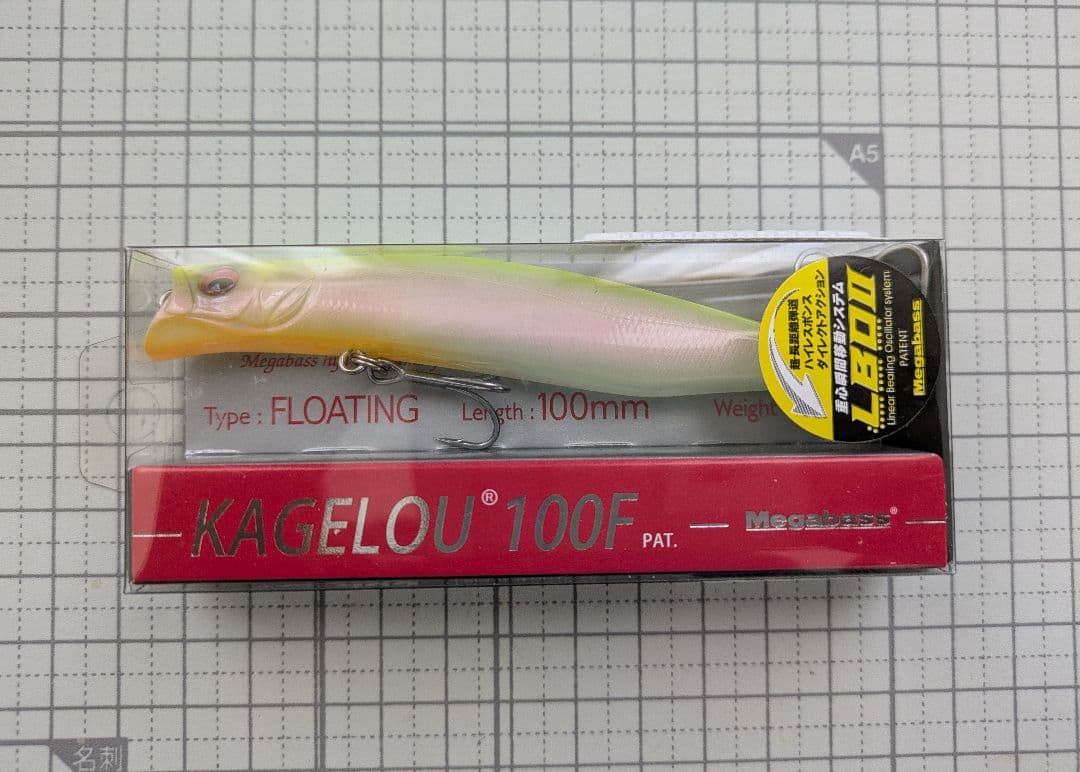 A5
超・長距離弾道
ハイレスポンス
ダイレクトアクション
重心瞬間移動システム
LBO II
Linear Bearing Oscillator system
PATENT
Megabass
Megabass
Type : FLOATING Length : 100mm Weight
KAGELOU® 100F PAT. Megabass®
名刺